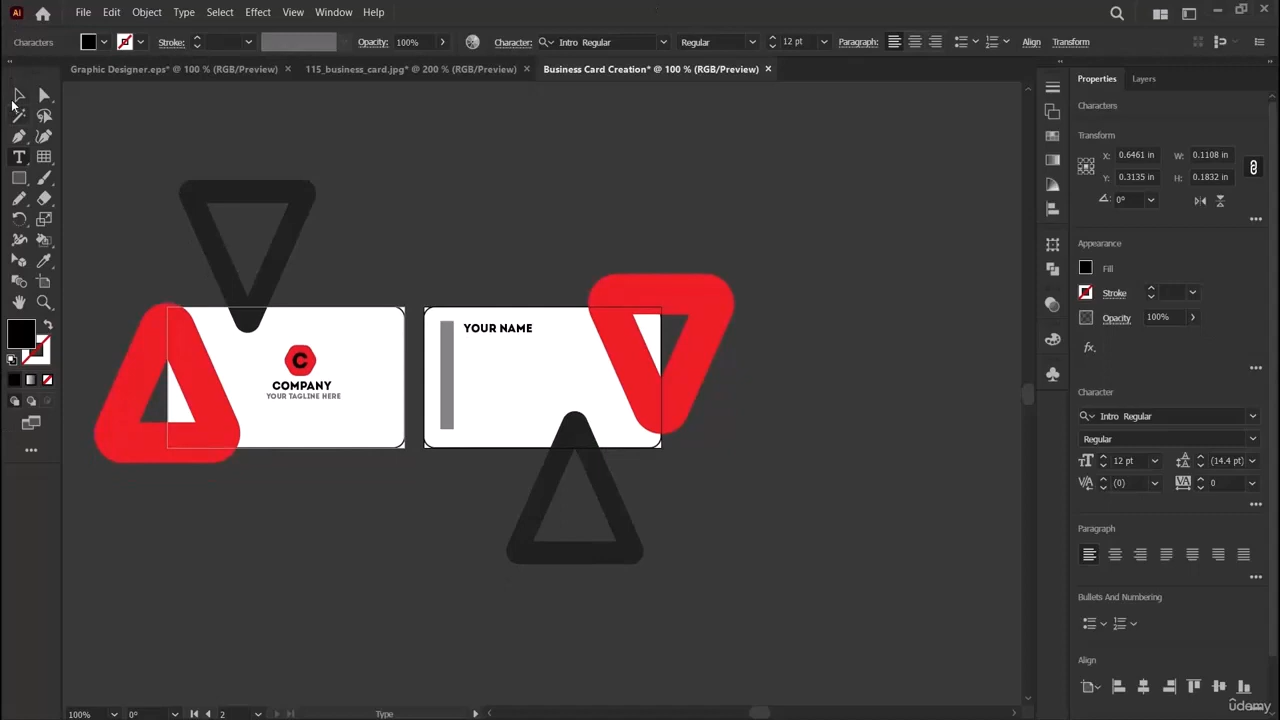 Ai File Edit Object Type Select Effect View Window Help
Characters Stroke: Opacity: 100% Character: Intro Regular Regular 12 pt Paragraph: Align Transform
Graphic Designer.eps* @ 100 % (RGB/Preview) × 115_business_card.jpg* @ 200 % (RGB/Preview) × Business Card Creation* @ 100 % (RGB/Preview) ×
Properties Layers
Characters
Transform
X: 0.6461 in W: 0.1108 in
Y: 0.3135 in H: 0.1832 in
0°
Appearance
Fill
Stroke
Opacity 100%
fx.
Character
Intro Regular
Regular
12 pt (14.4 pt)
(0) 0
Paragraph
Bullets And Numbering
Align
C
COMPANY
YOUR TAGLINE HERE
YOUR NAME
100% 0° 2 Type
udemy